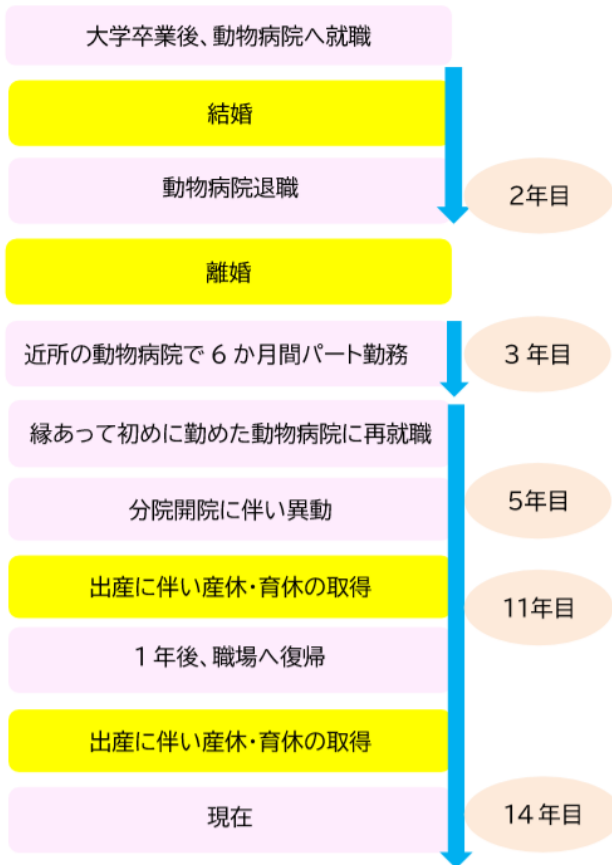 大学卒業後、動物病院へ就職
結婚
動物病院退職
2年目
離婚
近所の動物病院で6か月間パート勤務
3年目
縁あって初めに勤めた動物病院に再就職
分院開院に伴い異動
5年目
出産に伴い産休・育休の取得
11年目
1年後、職場へ復帰
出産に伴い産休・育休の取得
現在
14年目